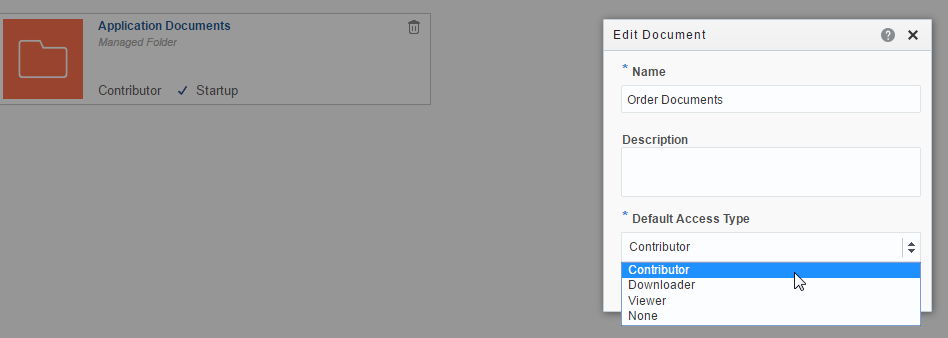 Application Documents
Managed Folder
Contributor ✓ Startup
Edit Document
* Name
Order Documents
Description
* Default Access Type
Contributor
Contributor
Downloader
Viewer
None